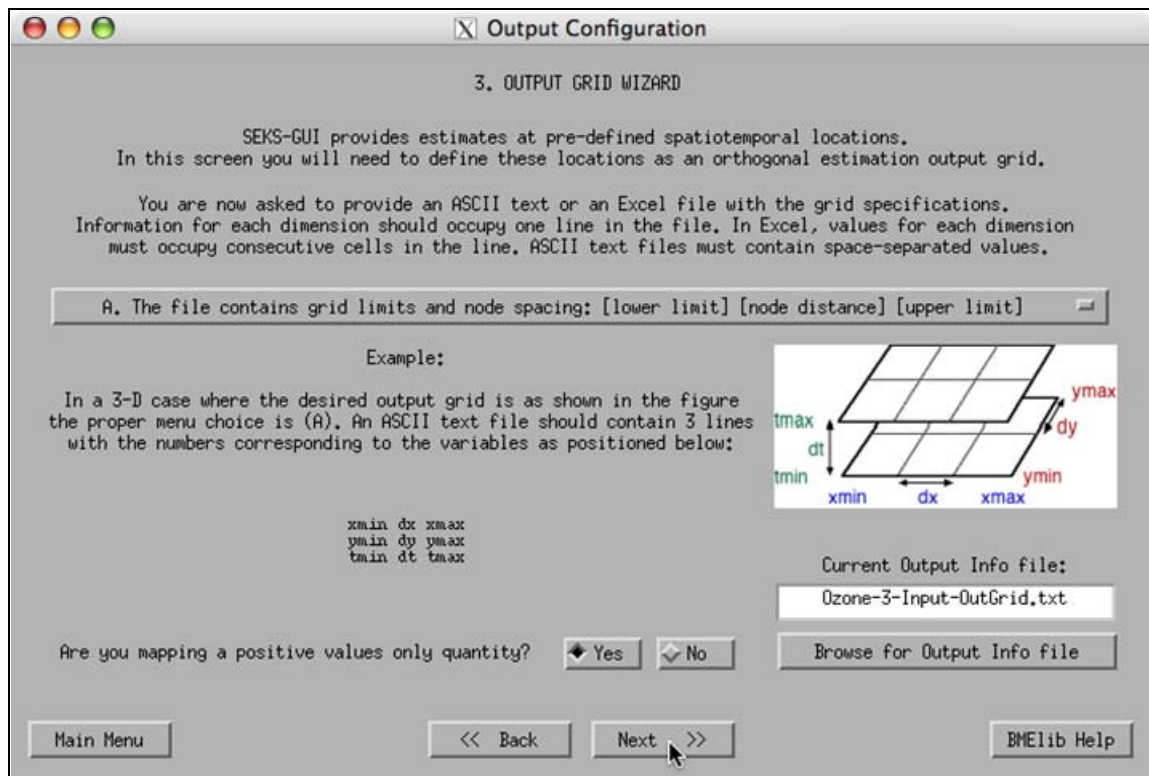 Output Configuration
3. OUTPUT GRID WIZARD
SEKS-GUI provides estimates at pre-defined spatiotemporal locations.
In this screen you will need to define these locations as an orthogonal estimation output grid.
You are now asked to provide an ASCII text or an Excel file with the grid specifications.
Information for each dimension should occupy one line in the file. In Excel, values for each dimension
must occupy consecutive cells in the line. ASCII text files must contain space-separated values.
A. The file contains grid limits and node spacing: [lower limit] [node distance] [upper limit]
Example:
In a 3-D case where the desired output grid is as shown in the figure
the proper menu choice is (A). An ASCII text file should contain 3 lines
with the numbers corresponding to the variables as positioned below:
xmin dx xmax
ymin dy ymax
tmin dt tmax
tmax
dt
tmin
ymax
dy
ymin
xmin dx xmax
Current Output Info file:
Ozone-3-Input-OutGrid.txt
Are you mapping a positive values only quantity? Yes No
Browse for Output Info file
Main Menu
<< Back
Next >>
BMElib Help